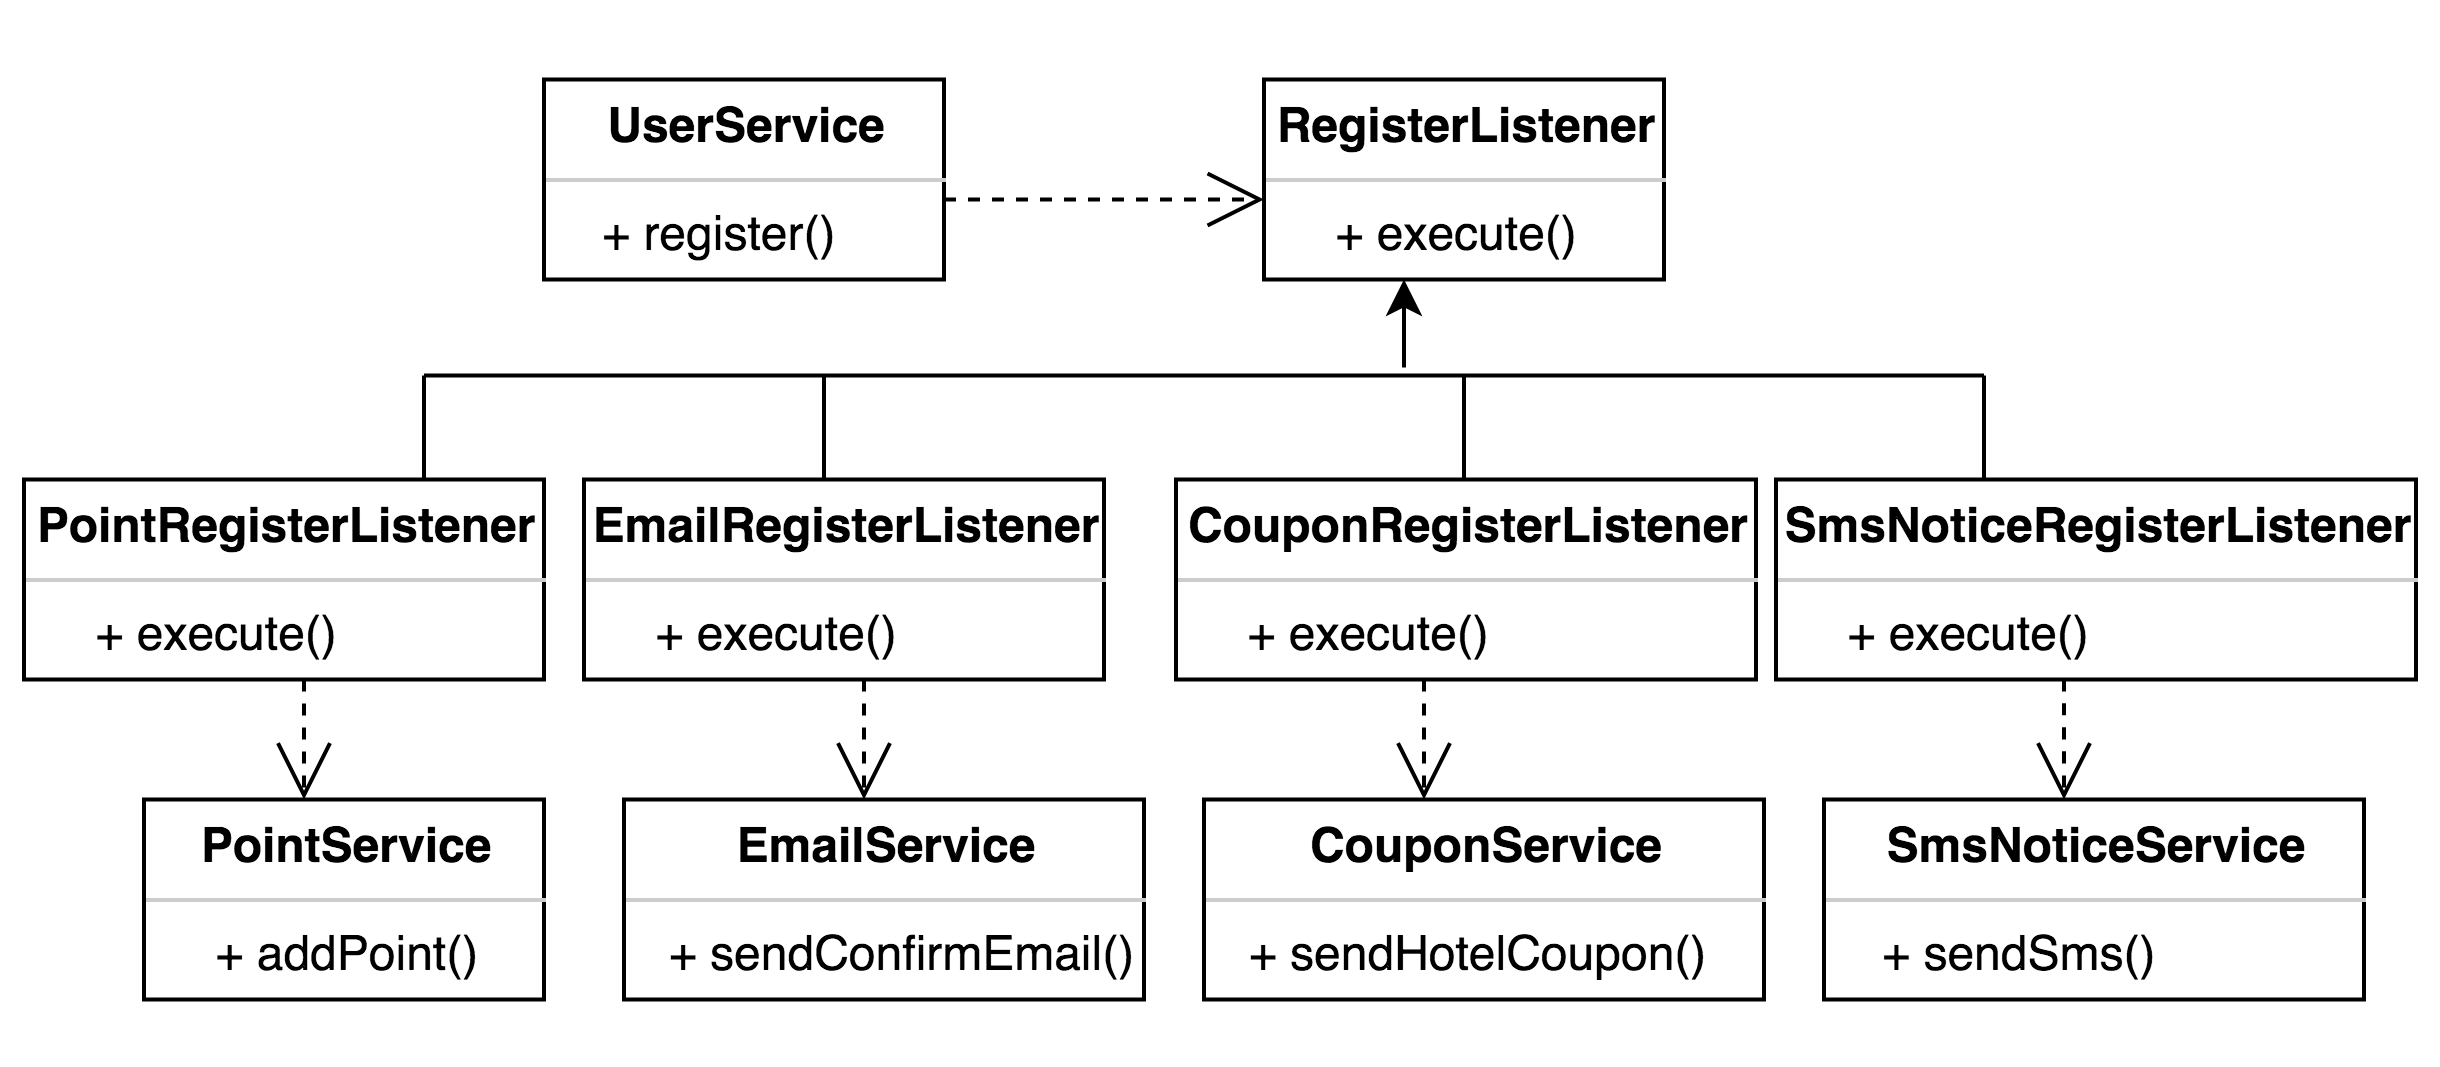 UserService
+ register()
RegisterListener
+ execute()
PointRegisterListener
+ execute()
EmailRegisterListener
+ execute()
CouponRegisterListener
+ execute()
SmsNoticeRegisterListener
+ execute()
PointService
+ addPoint()
EmailService
+ sendConfirmEmail()
CouponService
+ sendHotelCoupon()
SmsNoticeService
+ sendSms()